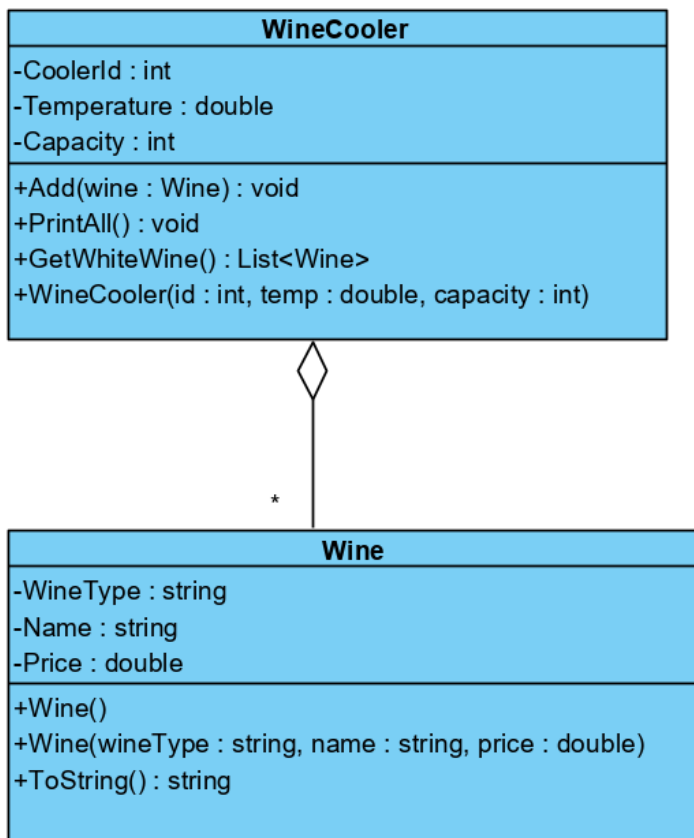 WineCooler
-CoolerId : int
-Temperature : double
-Capacity : int
+Add(wine : Wine) : void
+PrintAll() : void
+GetWhiteWine() : List<Wine>
+WineCooler(id : int, temp : double, capacity : int)
*
Wine
-WineType : string
-Name : string
-Price : double
+Wine()
+Wine(wineType : string, name : string, price : double)
+ToString() : string